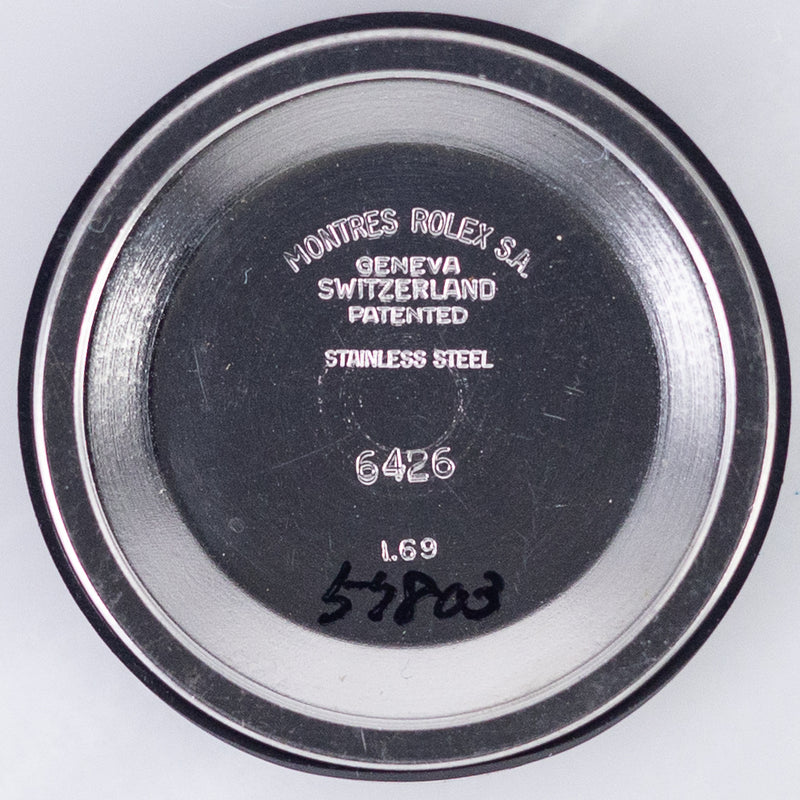 MONTRES ROLEX S.A.
GENEVA
SWITZERLAND
PATENTED
STAINLESS STEEL
6426
I.69